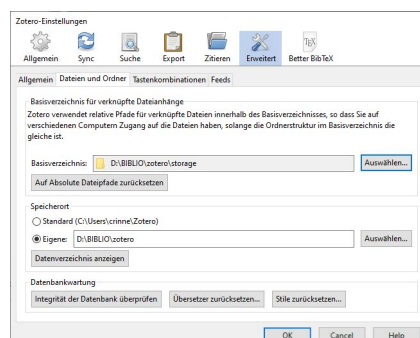 Zotero-Einstellungen
Allgemein Sync Suche Export Zitieren Erweitert Better BibTeX
TEX
Allgemein Dateien und Ordner Tastenkombinationen Feeds
Basisverzeichnis für verknüpfte Dateianhänge
Zotero verwendet relative Pfade für verknüpfte Dateien innerhalb des Basisverzeichnisses, so dass Sie auf
verschiedenen Computern Zugang auf die Dateien haben, solange die Ordnerstruktur im Basisverzeichnis die
gleiche ist.
Basisverzeichnis: D:\BIBLIO\zotero\storage Auswählen...
Auf Absolute Dateipfade zurücksetzen
Speicherort
Standard (C:\Users\crinne\Zotero)
Eigene: D:\BIBLIO\zotero Auswählen...
Datenverzeichnis anzeigen
Datenbankwartung
Integrität der Datenbank überprüfen Übersetzer zurücksetzen... Stile zurücksetzen...
OK Cancel Help